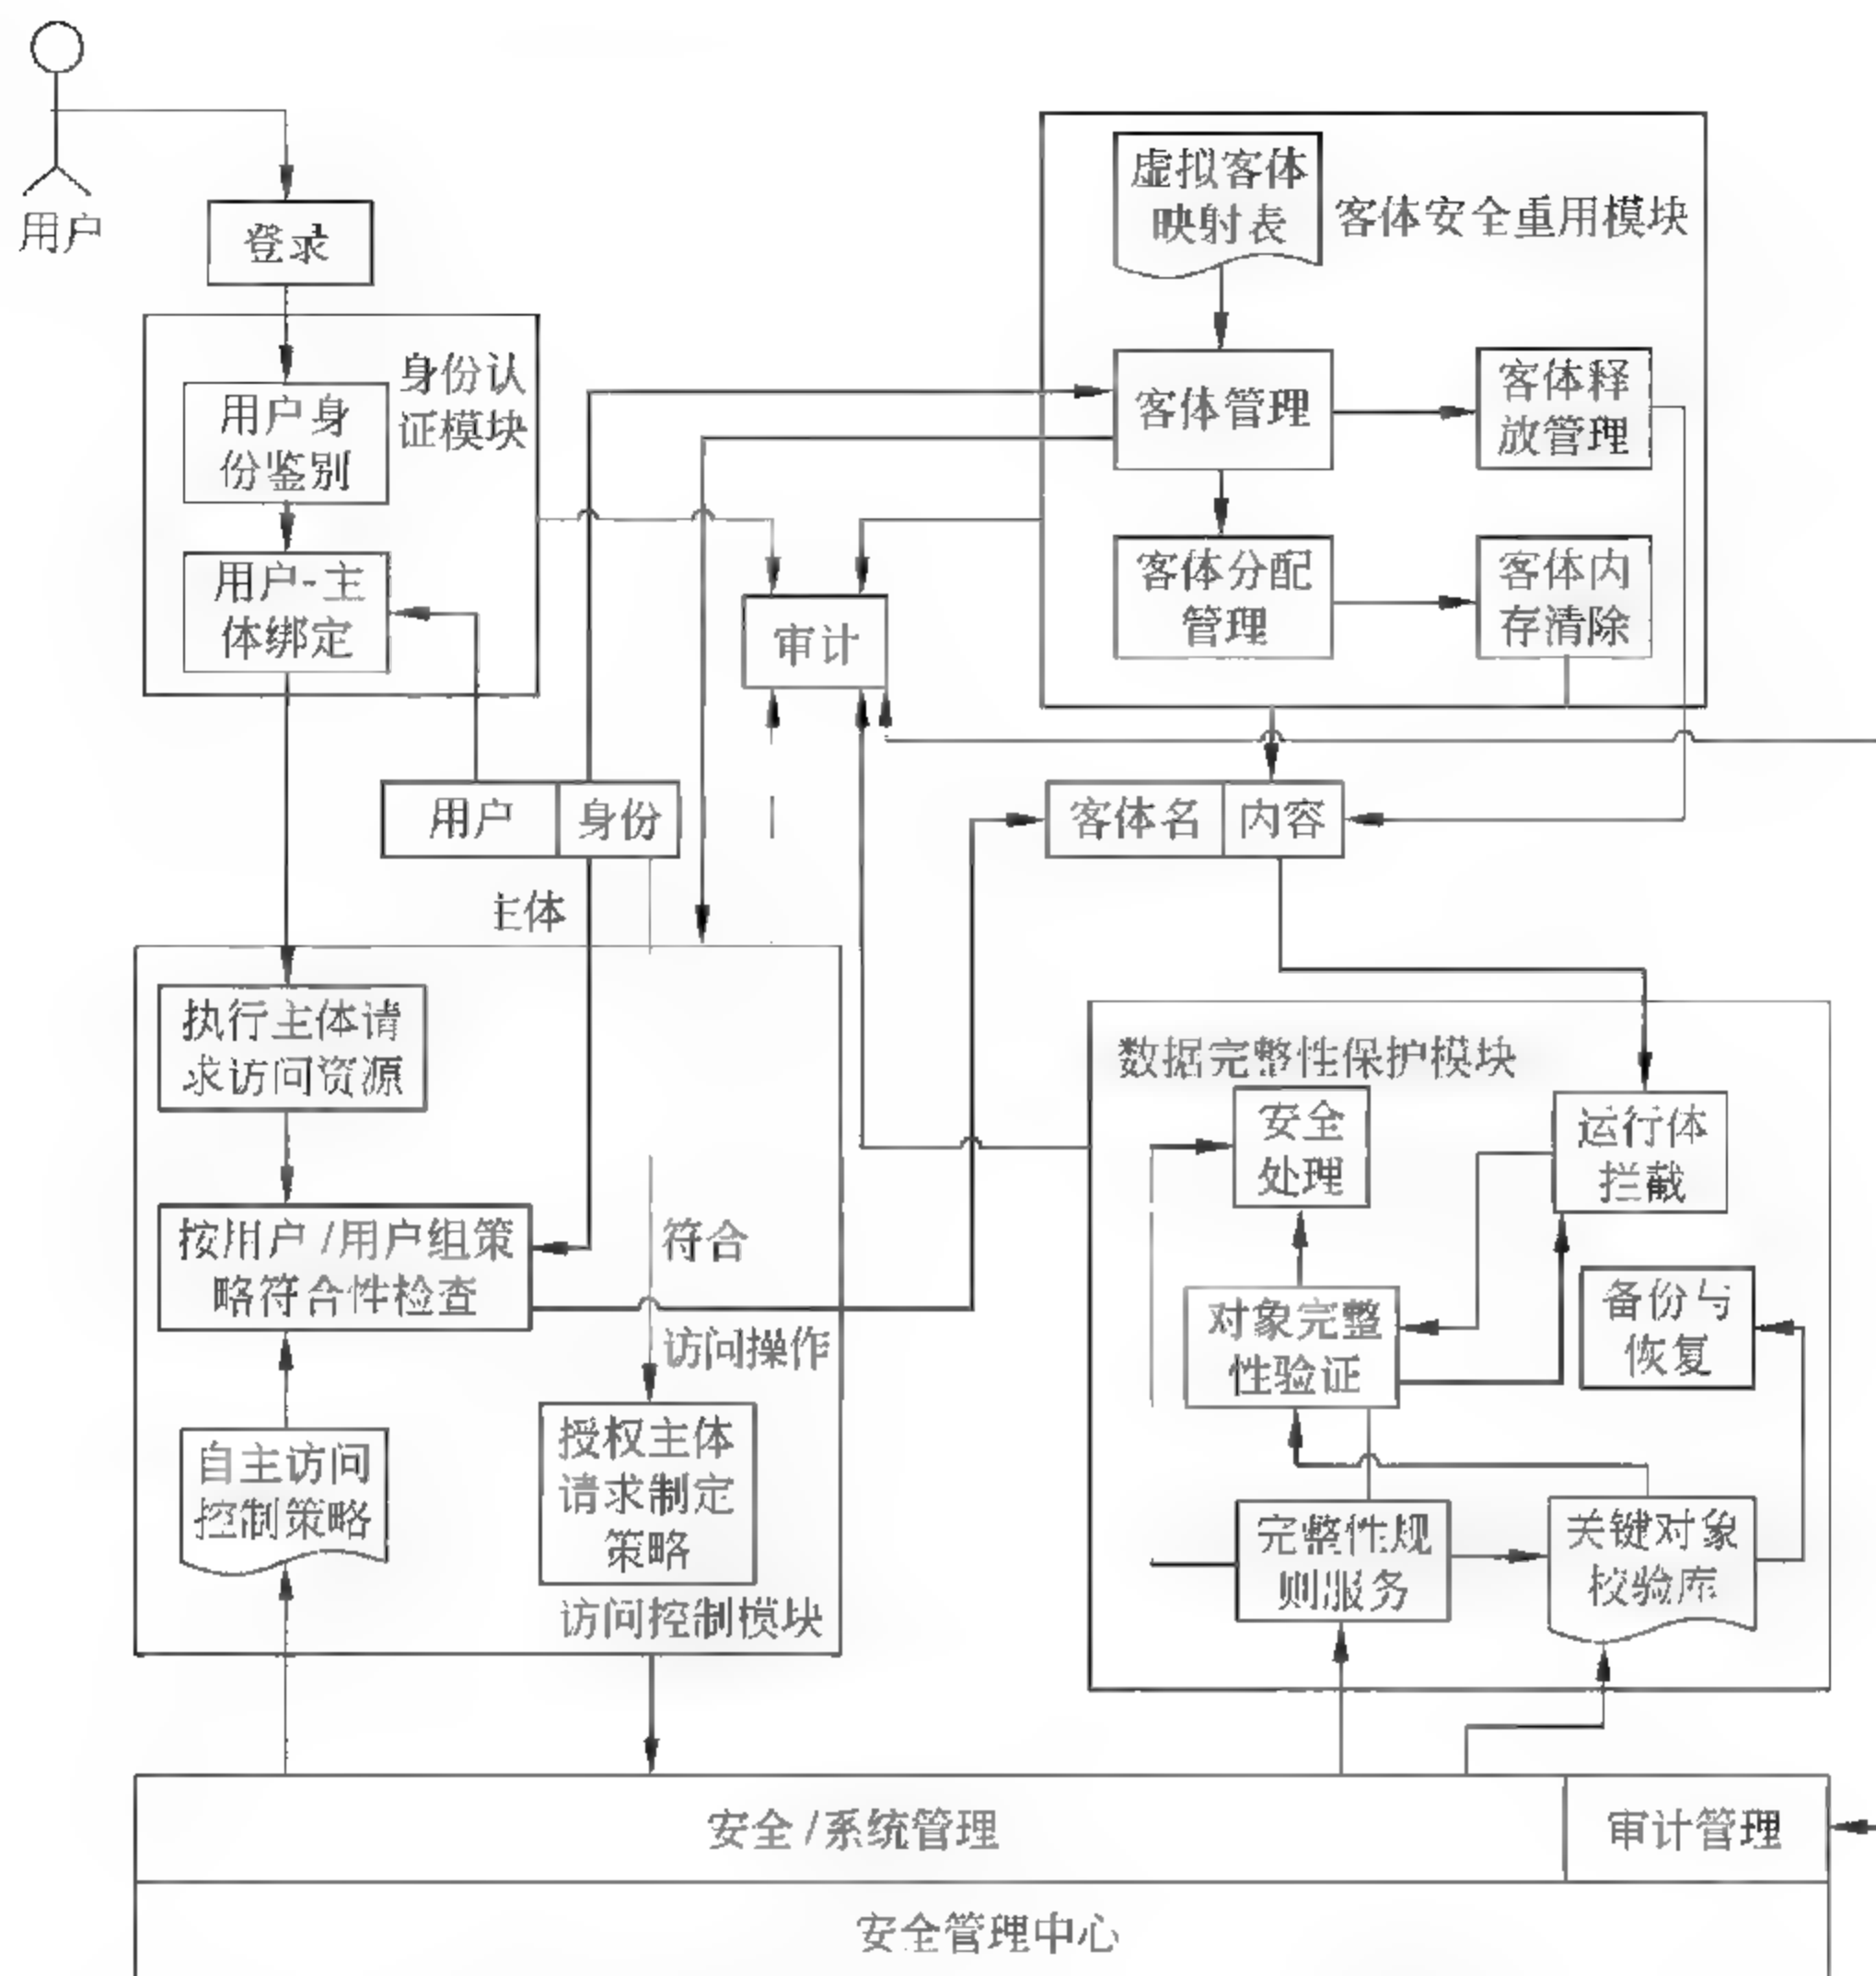 用户
登录
身份认
证模块
用户身
份鉴别
用户-主
体绑定
虚拟客体
映射表
客体安全重用模块
客体管理
客体释
放管理
客体分配
管理
客体内
存清除
审计
用户
身份
主体
客体名
内容
执行主体请
求访问资源
按用户/用户组策
略符合性检查
符合
访问操作
自主访问
控制策略
授权主体
请求制定
策略
访问控制模块
数据完整性保护模块
安全
处理
运行体
拦截
对象完整
性验证
备份与
恢复
完整性规
则服务
关键对象
校验库
安全/系统管理
审计管理
安全管理中心